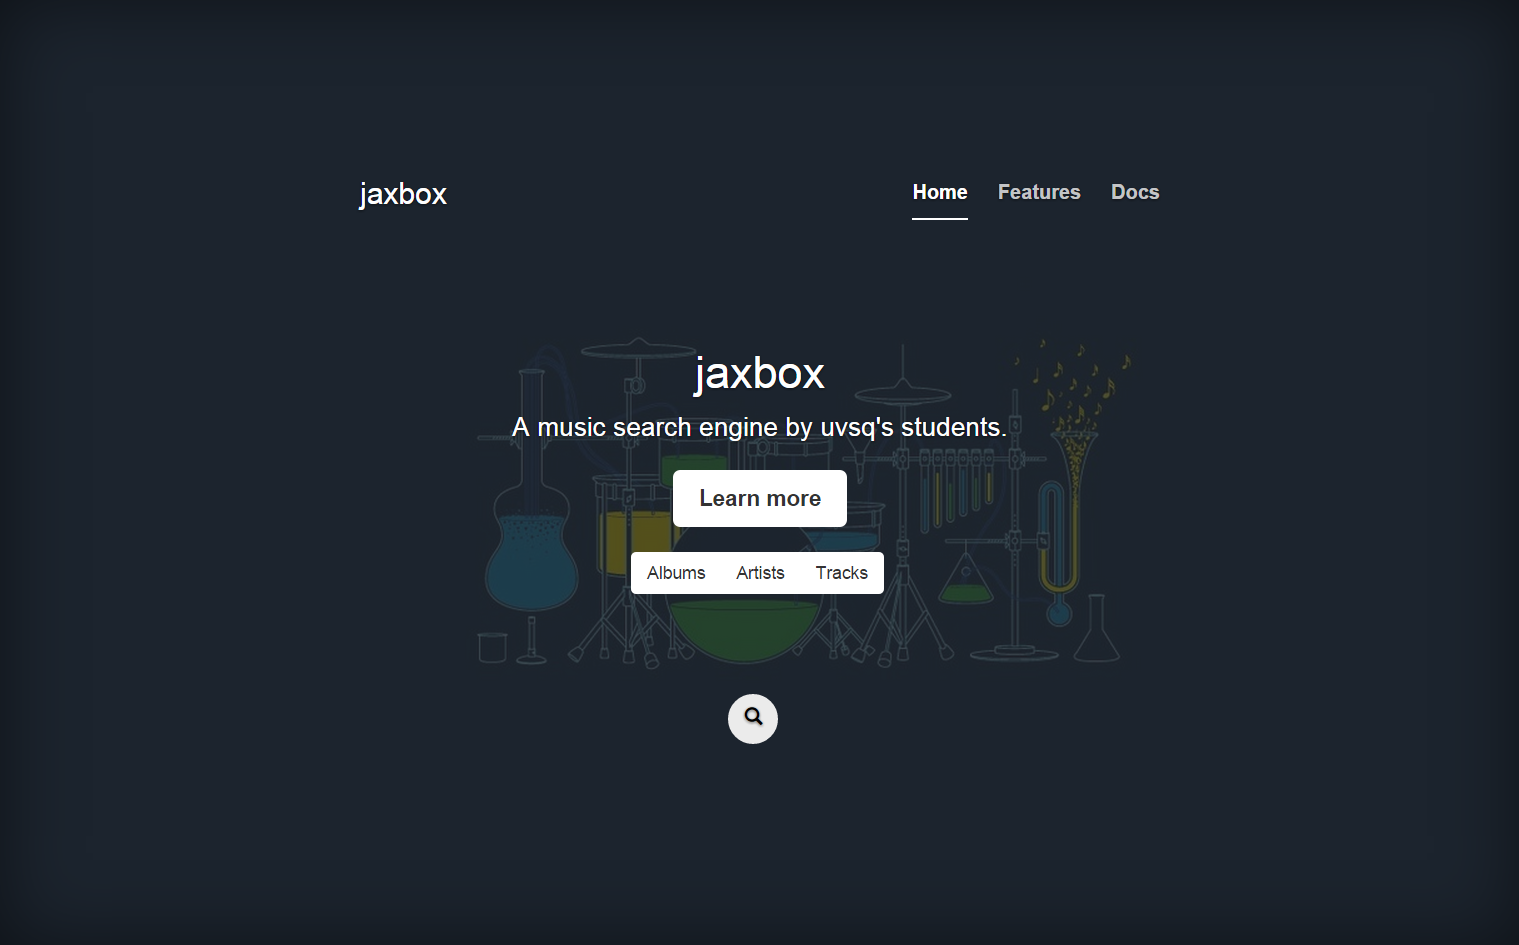 jaxbox
Home Features Docs
jaxbox
A music search engine by uvsq's students.
Learn more
Albums Artists Tracks